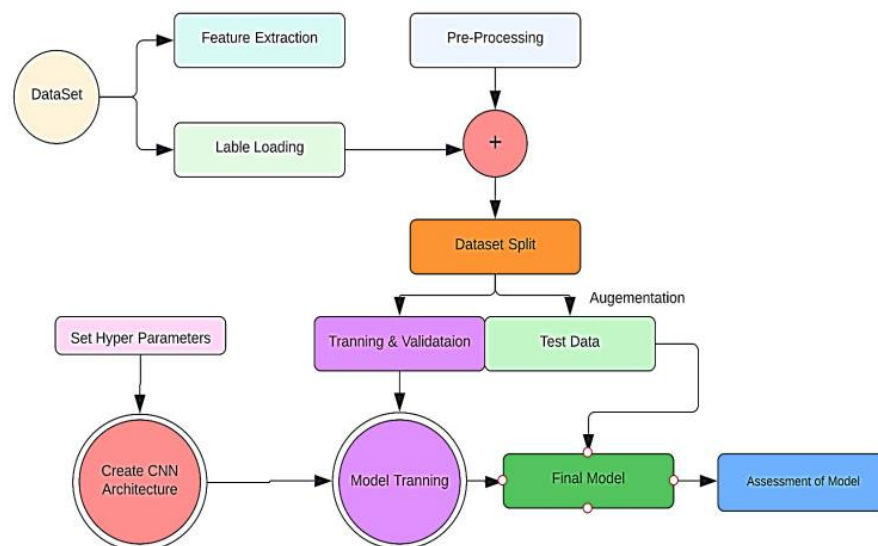 Feature Extraction
Pre-Processing
DataSet
Lable Loading
+
Dataset Split
Augementation
Set Hyper Parameters
Tranning & Validataion
Test Data
Create CNN
Architecture
Model Tranning
Final Model
Assessment of Model